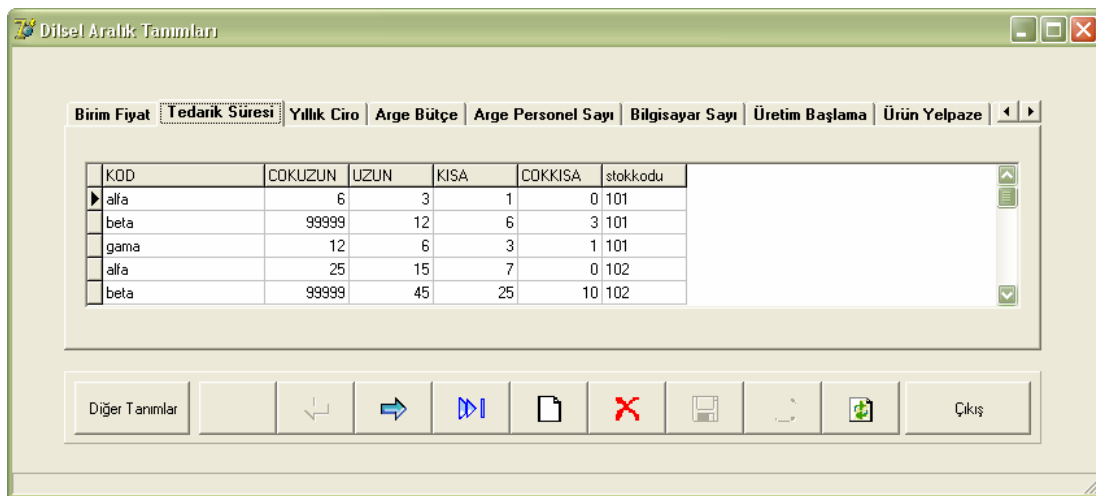 Dilsel Aralık Tanımları
Birim Fiyat Tedarik Süresi Yıllık Ciro Arge Bütçe Arge Personel Sayı Bilgisayar Sayı Üretim Başlama Ürün Yelpaze
KOD COKUZUN UZUN KISA COKKISA stokkodu
alfa 6 3 1 0 101
beta 99999 12 6 3 101
gama 12 6 3 1 101
alfa 25 15 7 0 102
beta 99999 45 25 10 102
Diğer Tanımlar Çıkış